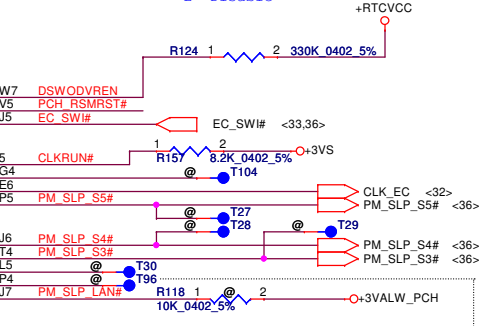 +RTCVCC
R124 1 2 330K_0402_5%
W7 DSWODVREN
V5 PCH_RSMRST#
J5 EC_SWI# EC_SWI# <33,36>
1 2 +3VS
5 CLKRUN# R157 8.2K_0402_5%
G4 @ T104
E6 CLK_EC <32>
P5 PM_SLP_S5# PM_SLP_S5# <36>
@ T27
@ T28 @ T29
J6 PM_SLP_S4# PM_SLP_S4# <36>
T4 PM_SLP_S3# PM_SLP_S3# <36>
L5 @ T30
P4 @ T96
J7 PM_SLP_LAN# R118 1 @ 2 +3VALW_PCH
10K_0402_5%